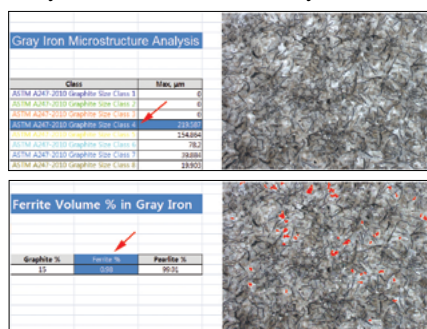 Gray Iron Microstructure Analysis
Class Max, µm
ASTM A247-2010 Graphite Size Class 1 0
ASTM A247-2010 Graphite Size Class 2 0
ASTM A247-2010 Graphite Size Class 3 0
ASTM A247-2010 Graphite Size Class 4 239.587
ASTM A247-2010 Graphite Size Class 5 154.864
ASTM A247-2010 Graphite Size Class 6 78.2
ASTM A247-2010 Graphite Size Class 7 39.884
ASTM A247-2010 Graphite Size Class 8 19.903
Ferrite Volume % in Gray Iron
Graphite % Ferrite % Pearlite %
15 0.99 99.01